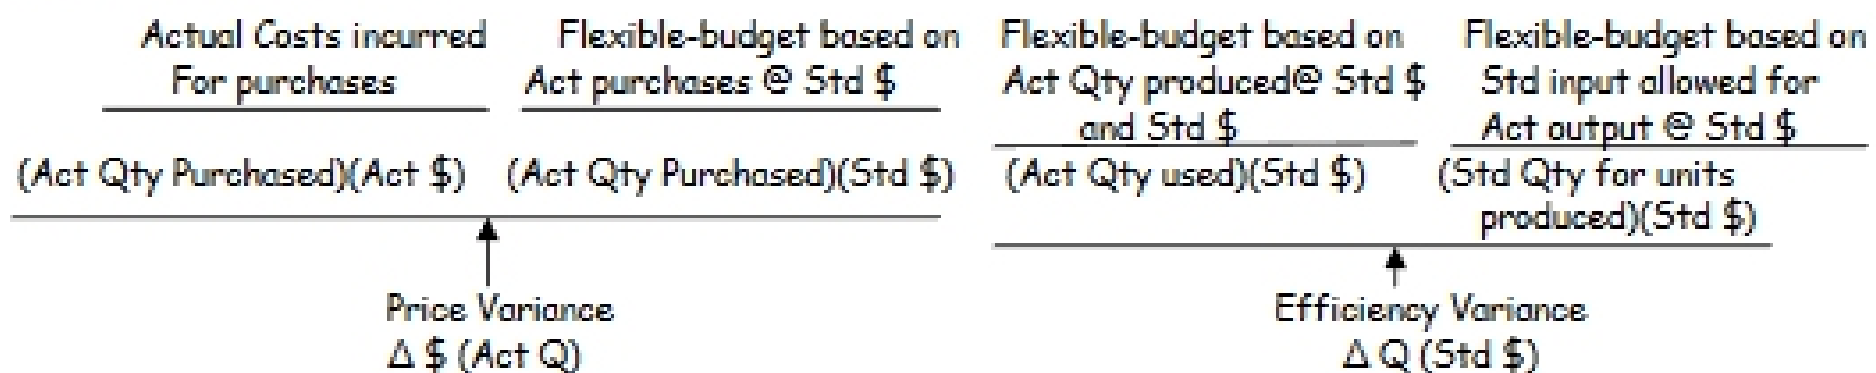 Actual Costs incurred
For purchases
(Act Qty Purchased)(Act $)
Flexible-budget based on
Act purchases @ Std $
(Act Qty Purchased)(Std $)
Price Variance
Δ $ (Act Q)
Flexible-budget based on
Act Qty produced@ Std $
and Std $
(Act Qty used)(Std $)
Flexible-budget based on
Std input allowed for
Act output @ Std $
(Std Qty for units
produced)(Std $)
Efficiency Variance
Δ Q (Std $)